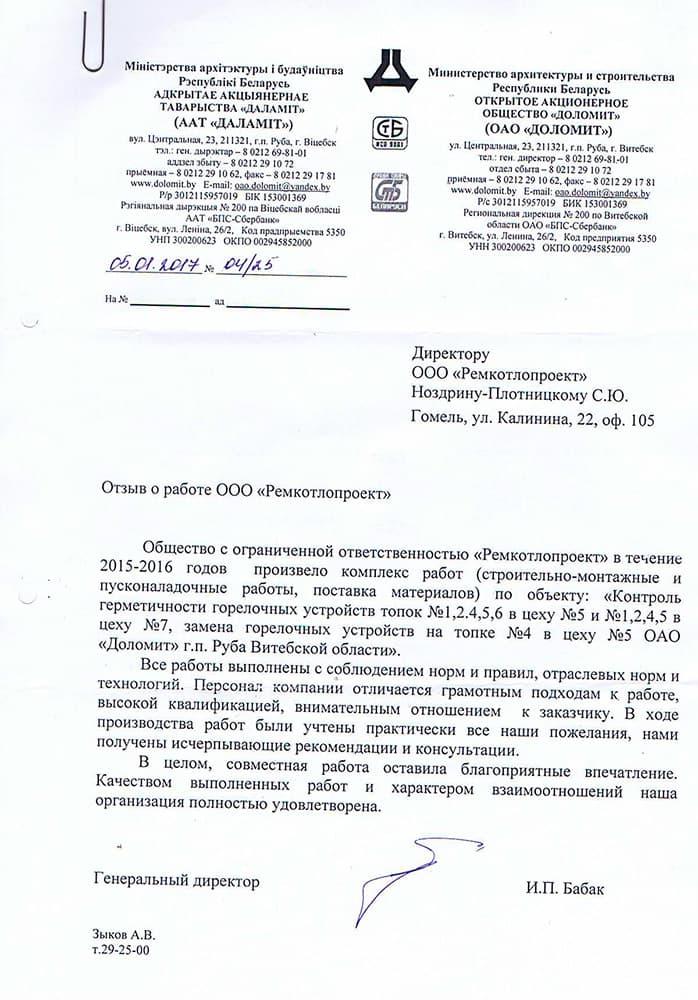 Міністэрства архітэктуры і будаўніцтва
Рэспублікі Беларусь
АДКРЫТАЕ АКЦЫЯНЕРНАЕ
ТАВАРЫСТВА «ДАЛАМІТ»
(ААТ «ДАЛАМІТ»)
вул. Цэнтральная, 23, 211321, г.п. Руба, г. Віцебск
тэл.: ген. дырэктар – 8 0212 69-81-01
аддзел збыту – 8 0212 29 10 72
прыёмная – 8 0212 29 10 62, факс – 8 0212 29 17 81
www.dolomit.by E-mail: oao.dolomit@yandex.by
Р/р 3012115957019 БІК 153001369
Рэгіянальная дырэкцыя № 200 па Віцебскай вобласці
ААТ «БПС-Сбербанк»
г. Віцебск, вул. Леніна, 26/2, Код прадпрыемства 5350
УНП 300200623 ОКПО 002945852000
05.01.2017 № 04/25
На № ад
СТБ
ИСО 9001
СТБ
БЕЛАРУСЬ
Министерство архитектуры и строительства
Республики Беларусь
ОТКРЫТОЕ АКЦИОНЕРНОЕ
ОБЩЕСТВО «ДОЛОМИТ»
(ОАО «ДОЛОМИТ»)
ул. Центральная, 23, 211321, г.п. Руба, г. Витебск
тел.: ген. директор – 8 0212 69-81-01
отдел сбыта – 8 0212 29 10 72
приёмная – 8 0212 29 10 62, факс – 8 0212 29 17 81
www.dolomit.by E-mail: oao.dolomit@yandex.by
Р/с 3012115957019 БИК 153001369
Региональная дирекция № 200 по Витебской
области ОАО «БПС-Сбербанк»
г. Витебск, ул. Ленина, 26/2, Код предприятия 5350
УНН 300200623 ОКПО 002945852000
Директору
ООО «Ремкотлопроект»
Ноздрину-Плотницкому С.Ю.
Гомель, ул. Калинина, 22, оф. 105
Отзыв о работе ООО «Ремкотлопроект»
Общество с ограниченной ответственностью «Ремкотлопроект» в течение
2015-2016 годов произвело комплекс работ (строительно-монтажные и
пусконаладочные работы, поставка материалов) по объекту: «Контроль
герметичности горелочных устройств топок №1,2.4,5,6 в цеху №5 и №1,2,4,5 в
цеху №7, замена горелочных устройств на топке №4 в цеху №5 ОАО
«Доломит» г.п. Руба Витебской области».
Все работы выполнены с соблюдением норм и правил, отраслевых норм и
технологий. Персонал компании отличается грамотным подходам к работе,
высокой квалификацией, внимательным отношением к заказчику. В ходе
производства работ были учтены практически все наши пожелания, нами
получены исчерпывающие рекомендации и консультации.
В целом, совместная работа оставила благоприятные впечатление.
Качеством выполненных работ и характером взаимоотношений наша
организация полностью удовлетворена.
Генеральный директор
И.П. Бабак
Зыков А.В.
т.29-25-00